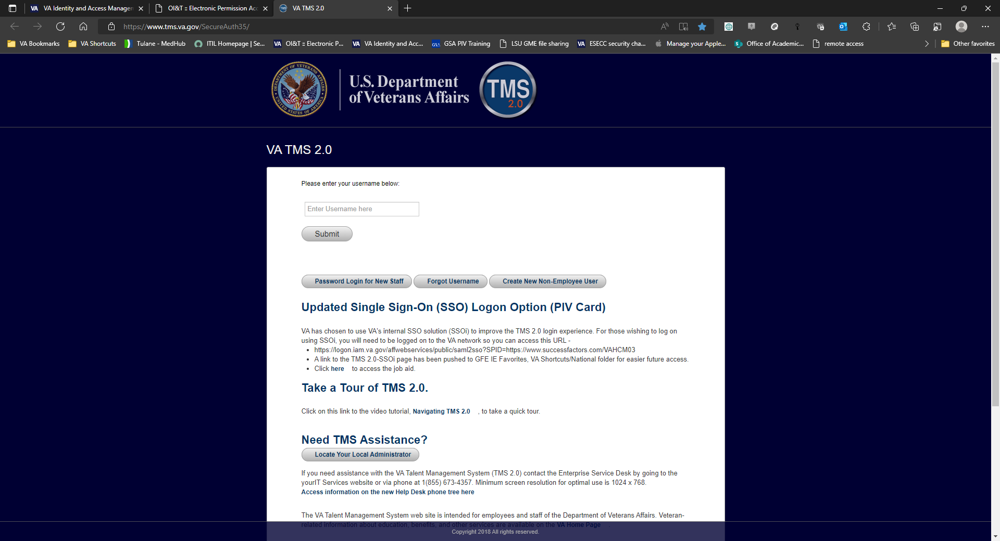 VA VA Identity and Access Managem
OI&T :: Electronic Permission Acc
TMS VA TMS 2.0
https://www.tms.va.gov/SecureAuth35/
VA Bookmarks
VA Shortcuts
Tulane - MedHub
ITIL Homepage | Se...
VA OI&T :: Electronic P...
VA VA Identity and Acc...
GSA GSA PIV Training
LSU GME file sharing
VA ESECC security cha...
Manage your Apple...
S Office of Academic...
remote access
Other favorites
DEPARTMENT OF VETERANS AFFAIRS
UNITED STATES OF AMERICA
U.S. Department
of Veterans Affairs
TMS
2.0
VA TMS 2.0
Please enter your username below:
Enter Username here
Submit
Password Login for New Staff
Forgot Username
Create New Non-Employee User
Updated Single Sign-On (SSO) Logon Option (PIV Card)
VA has chosen to use VA's internal SSO solution (SSOi) to improve the TMS 2.0 login experience. For those wishing to log on
using SSOi, you will need to be logged on to the VA network so you can access this URL -
• https://logon.iam.va.gov/affwebservices/public/saml2sso?SPID=https://www.successfactors.com/VAHCM03
• A link to the TMS 2.0-SSOi page has been pushed to GFE IE Favorites, VA Shortcuts/National folder for easier future access.
• Click here to access the job aid.
Take a Tour of TMS 2.0.
Click on this link to the video tutorial, Navigating TMS 2.0 , to take a quick tour.
Need TMS Assistance?
Locate Your Local Administrator
If you need assistance with the VA Talent Management System (TMS 2.0) contact the Enterprise Service Desk by going to the
yourIT Services website or via phone at 1(855) 673-4357. Minimum screen resolution for optimal use is 1024 x 768.
Access information on the new Help Desk phone tree here
The VA Talent Management System web site is intended for employees and staff of the Department of Veterans Affairs. Veteran-
related information about education, benefits, and other services are available on the VA Home Page .
Copyright 2018 All rights reserved.